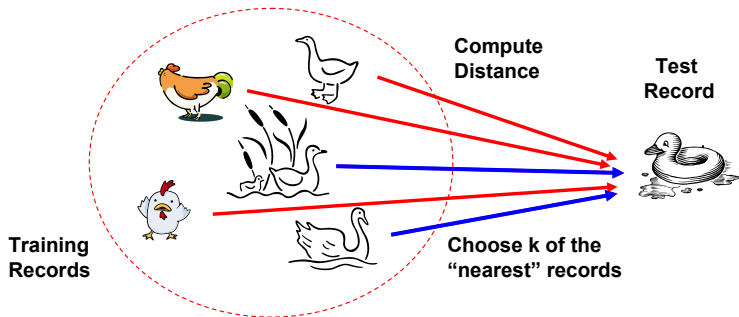 Compute
Distance
Test
Record
Training
Records
Choose k of the
“nearest” records